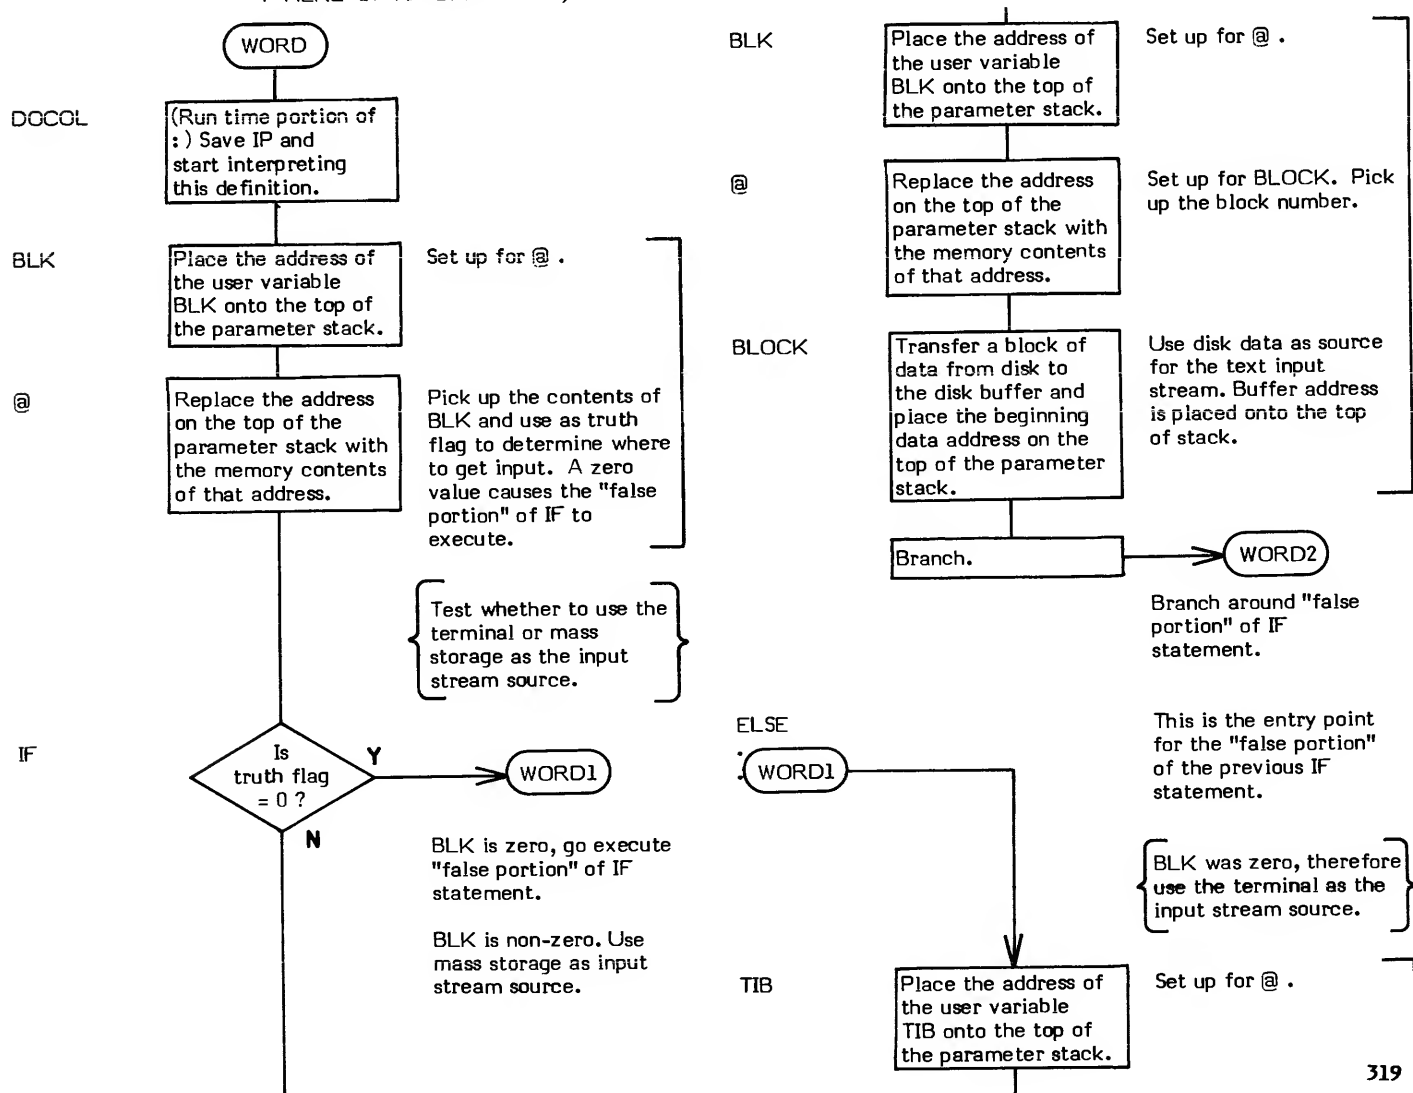 WORD
DOCOL
(Run time portion of
:) Save IP and
start interpreting
this definition.
BLK
Place the address of
the user variable
BLK onto the top of
the parameter stack.
Set up for @ .
@
Replace the address
on the top of the
parameter stack with
the memory contents
of that address.
Pick up the contents of
BLK and use as truth
flag to determine where
to get input. A zero
value causes the "false
portion" of IF to
execute.
Test whether to use the
terminal or mass
storage as the input
stream source.
IF
Is
truth flag
= 0 ?
Y
WORD1
N
BLK is zero, go execute
"false portion" of IF
statement.
BLK is non-zero. Use
mass storage as input
stream source.
BLK
Place the address of
the user variable
BLK onto the top of
the parameter stack.
Set up for @ .
@
Replace the address
on the top of the
parameter stack with
the memory contents
of that address.
Set up for BLOCK. Pick
up the block number.
BLOCK
Transfer a block of
data from disk to
the disk buffer and
place the beginning
data address on the
top of the parameter
stack.
Use disk data as source
for the text input
stream. Buffer address
is placed onto the top
of stack.
Branch.
WORD2
Branch around "false
portion" of IF
statement.
ELSE
WORD1
This is the entry point
for the "false portion"
of the previous IF
statement.
BLK was zero, therefore
use the terminal as the
input stream source.
TIB
Place the address of
the user variable
TIB onto the top of
the parameter stack.
Set up for @ .
319